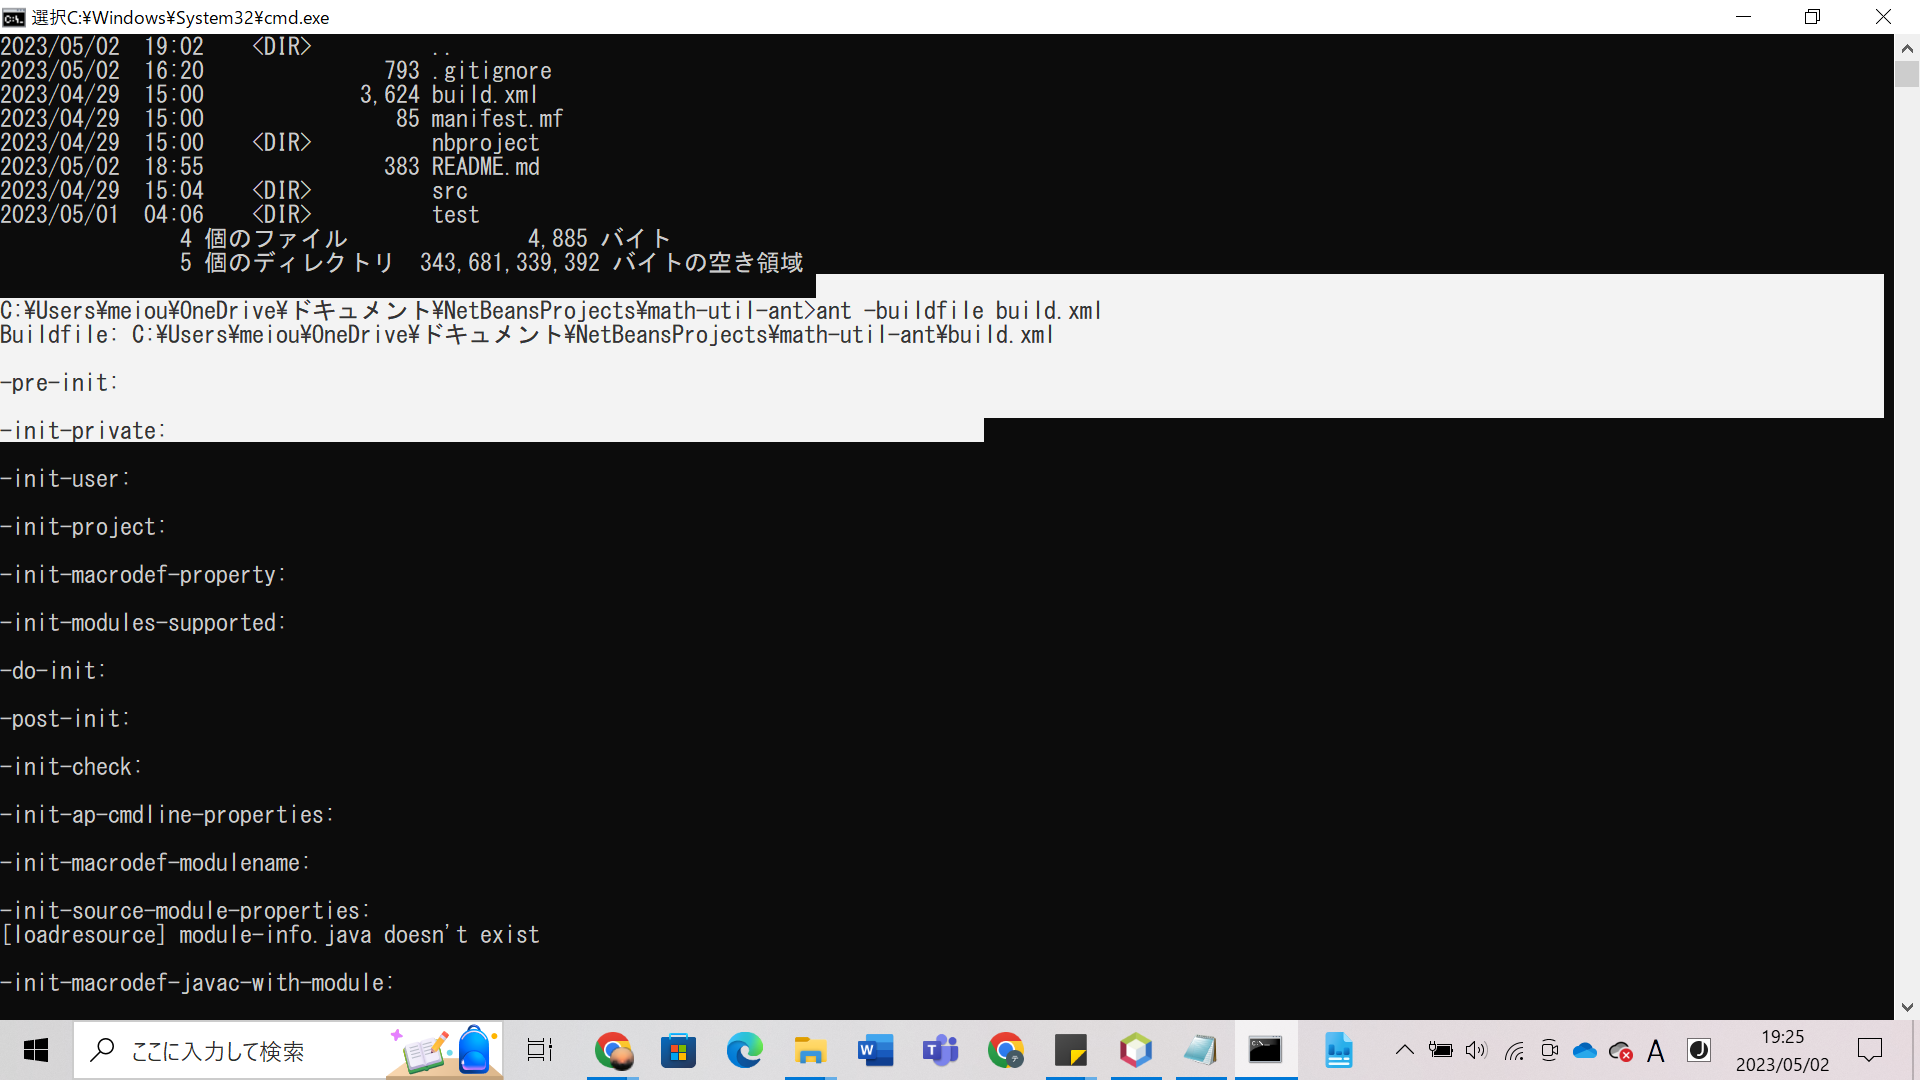 選択C:¥Windows¥System32¥cmd.exe
2023/05/02  19:02    <DIR>          ..
2023/05/02  16:20               793 .gitignore
2023/04/29  15:00             3,624 build.xml
2023/04/29  15:00                85 manifest.mf
2023/04/29  15:00    <DIR>          nbproject
2023/05/02  18:55               383 README.md
2023/04/29  15:04    <DIR>          src
2023/05/01  04:06    <DIR>          test
4 個のファイル               4,885 バイト
5 個のディレクトリ  343,681,339,392 バイトの空き領域
C:¥Users¥meiou¥OneDrive¥ドキュメント¥NetBeansProjects¥math-util-ant>ant -buildfile build.xml
Buildfile: C:¥Users¥meiou¥OneDrive¥ドキュメント¥NetBeansProjects¥math-util-ant¥build.xml
-pre-init:
-init-private:
-init-user:
-init-project:
-init-macrodef-property:
-init-modules-supported:
-do-init:
-post-init:
-init-check:
-init-ap-cmdline-properties:
-init-macrodef-modulename:
-init-source-module-properties:
[loadresource] module-info.java doesn't exist
-init-macrodef-javac-with-module:
ここに入力して検索
A
19:25
2023/05/02